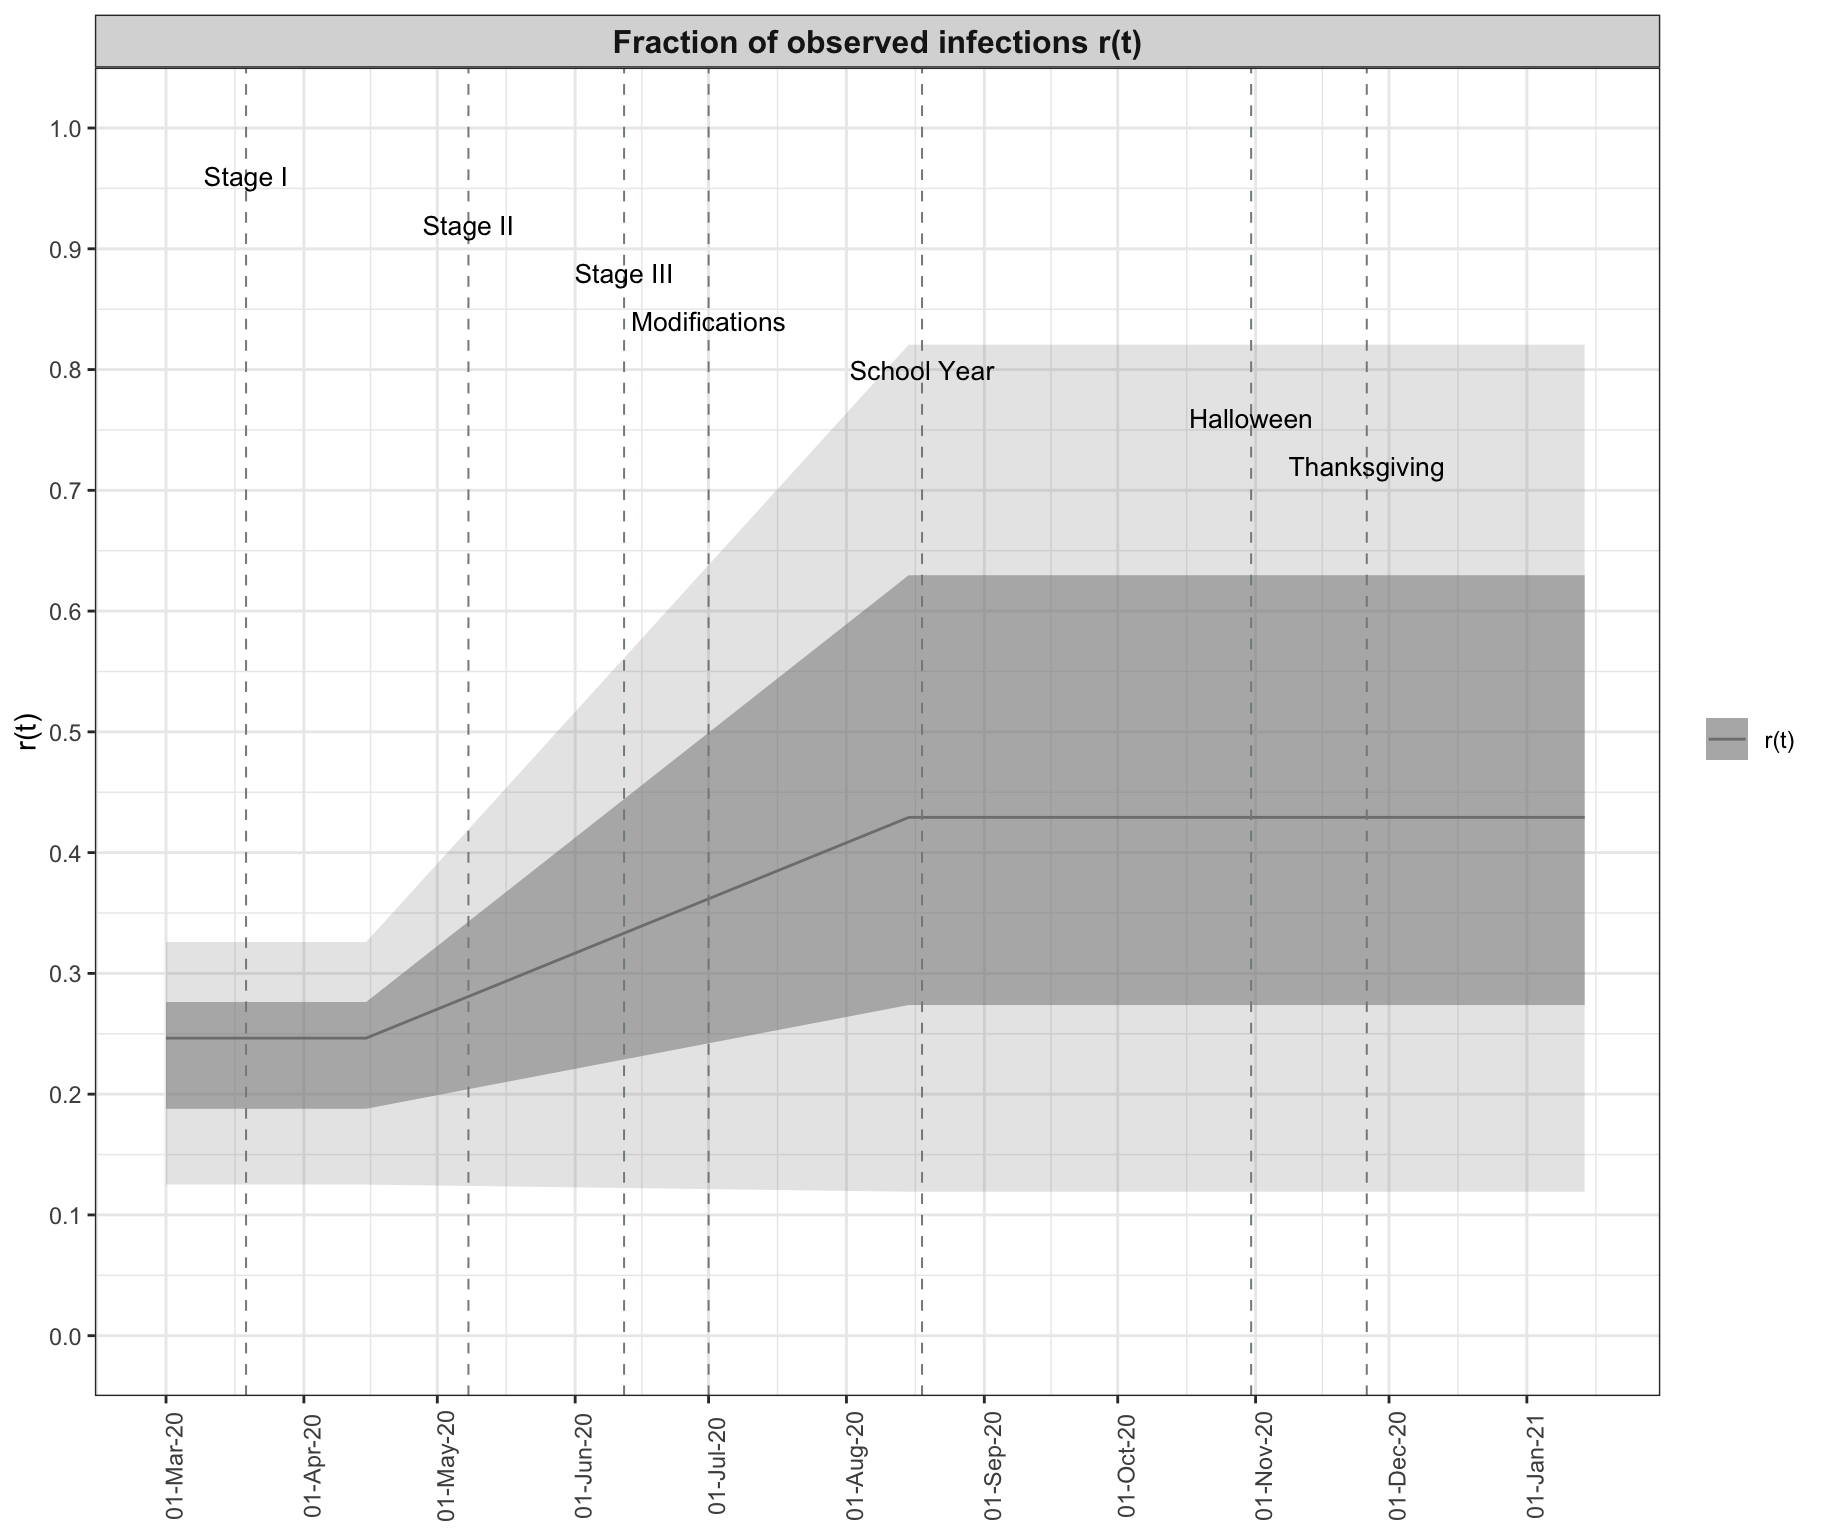 Fraction of observed infections r(t)
1.0
0.9
0.8
0.7
0.6
0.5
0.4
0.3
0.2
0.1
0.0
r(t)
Stage I
Stage II
Stage III
Modifications
School Year
Halloween
Thanksgiving
r(t)
01-Mar-20
01-Apr-20
01-May-20
01-Jun-20
01-Jul-20
01-Aug-20
01-Sep-20
01-Oct-20
01-Nov-20
01-Dec-20
01-Jan-21